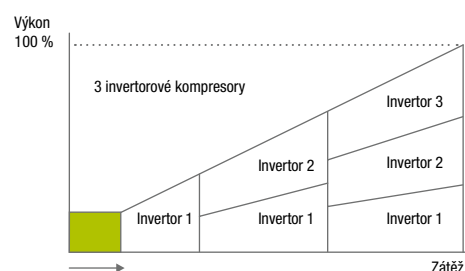 Výkon
100 %
3 invertorové kompresory
Invertor 3
Invertor 2
Invertor 2
Invertor 1
Invertor 1
Invertor 1
Zátěž